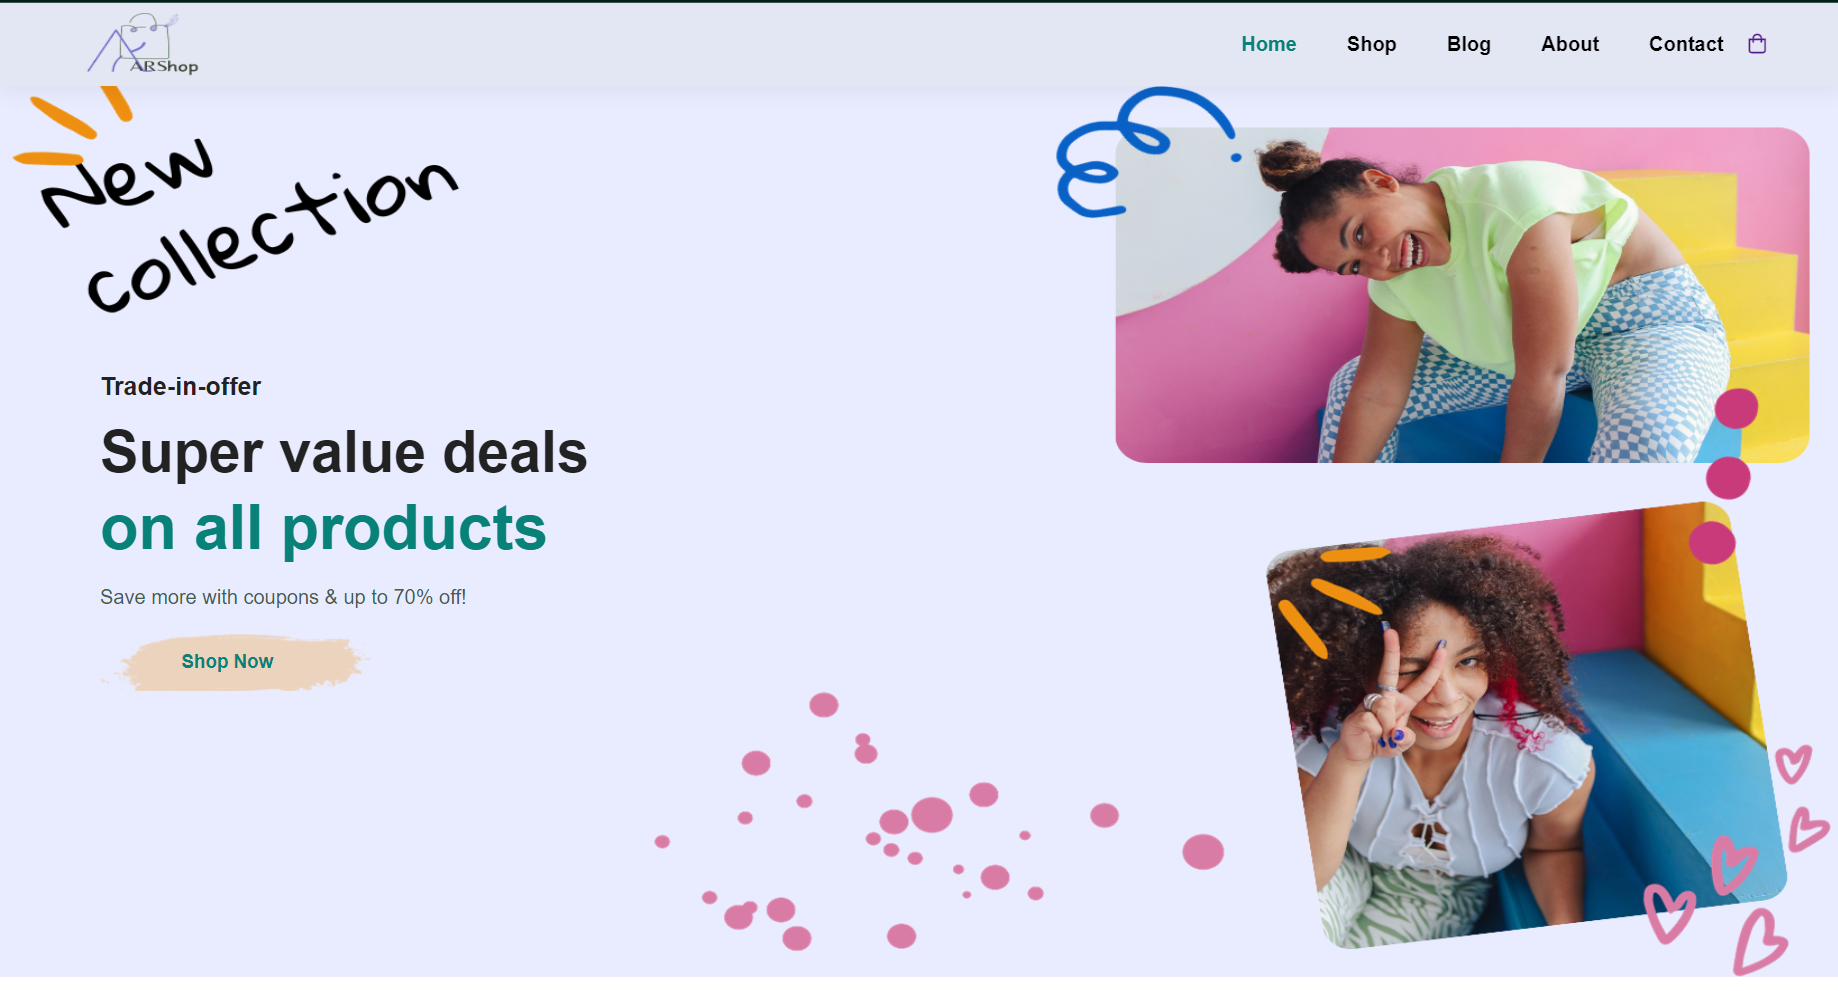 ARShop
Home Shop Blog About Contact
New
collection
Trade-in-offer
Super value deals
on all products
Save more with coupons & up to 70% off!
Shop Now